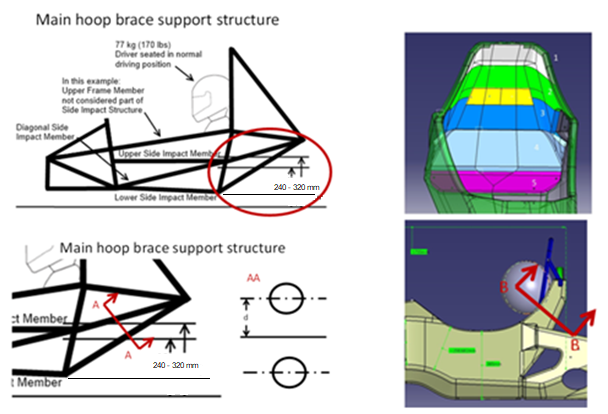 Main hoop brace support structure
77 kg (170 lbs)
Driver seated in normal
driving position
In this example:
Upper Frame Member
not considered part of
Side Impact Structure
Diagonal Side
Impact Member
Upper Side Impact Member
240 - 320 mm
Lower Side Impact Member
1
2
3
4
5
Main hoop brace support structure
AA
A
ct Member
d
A
240 - 320 mm
t Member
B
B